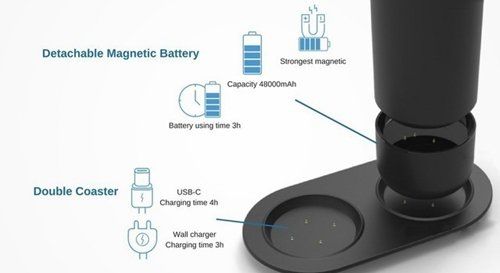 Detachable Magnetic Battery
Strongest magnetic
Capacity 48000mAh
Battery using time 3h
Double Coaster
USB-C
Charging time 4h
Wall charger
Charging time 3h